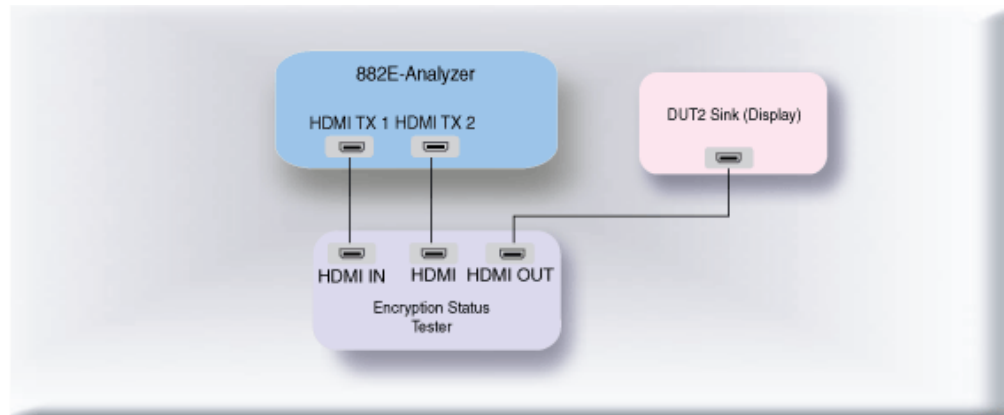 882E-Analyzer
HDMI TX 1 HDMI TX 2
DUT2 Sink (Display)
HDMI IN
HDMI
HDMI OUT
Encryption Status
Tester